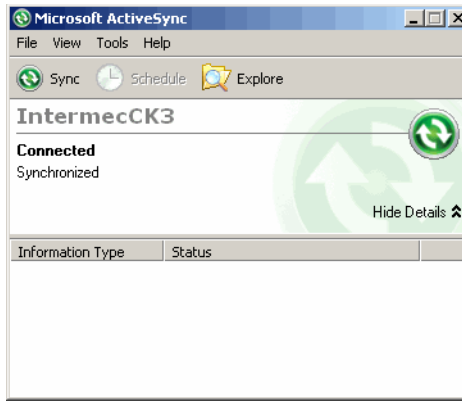 Microsoft ActiveSync
File View Tools Help
Sync Schedule Explore
IntermecCK3
Connected
Synchronized
Hide Details
Information Type Status